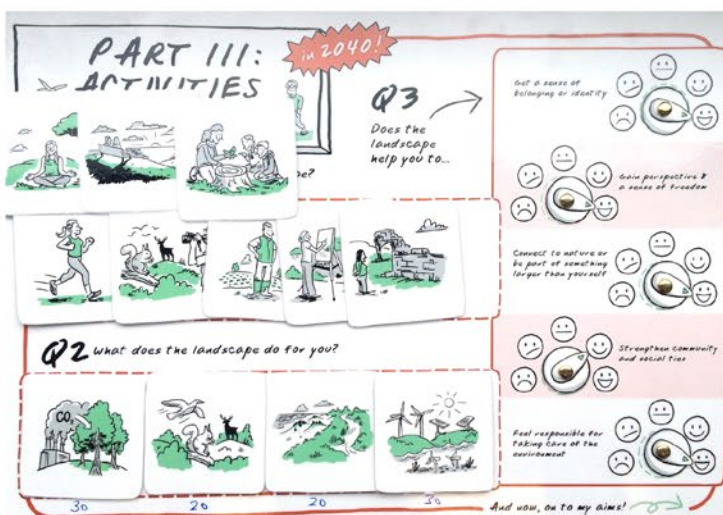 PART III:
ACTIVITIES
in 2040!
Q3
Does the
landscape
help you to...
Get a sense of
belonging or identity
Gain perspective &
a sense of freedom
Connect to nature or
be part of something
larger than yourself
Strengthen community
and social ties
Feel responsible for
taking care of the
environment
Q2 What does the landscape do for you?
CO₂
30 20 20 30
And now, on to my aims!